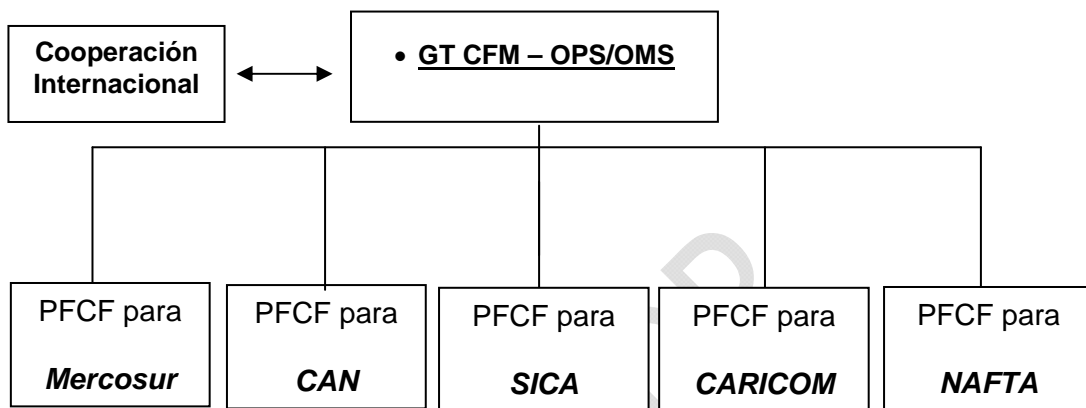 Cooperación
Internacional
• GT CFM – OPS/OMS
PFCF para
Mercosur
PFCF para
CAN
PFCF para
SICA
PFCF para
CARICOM
PFCF para
NAFTA